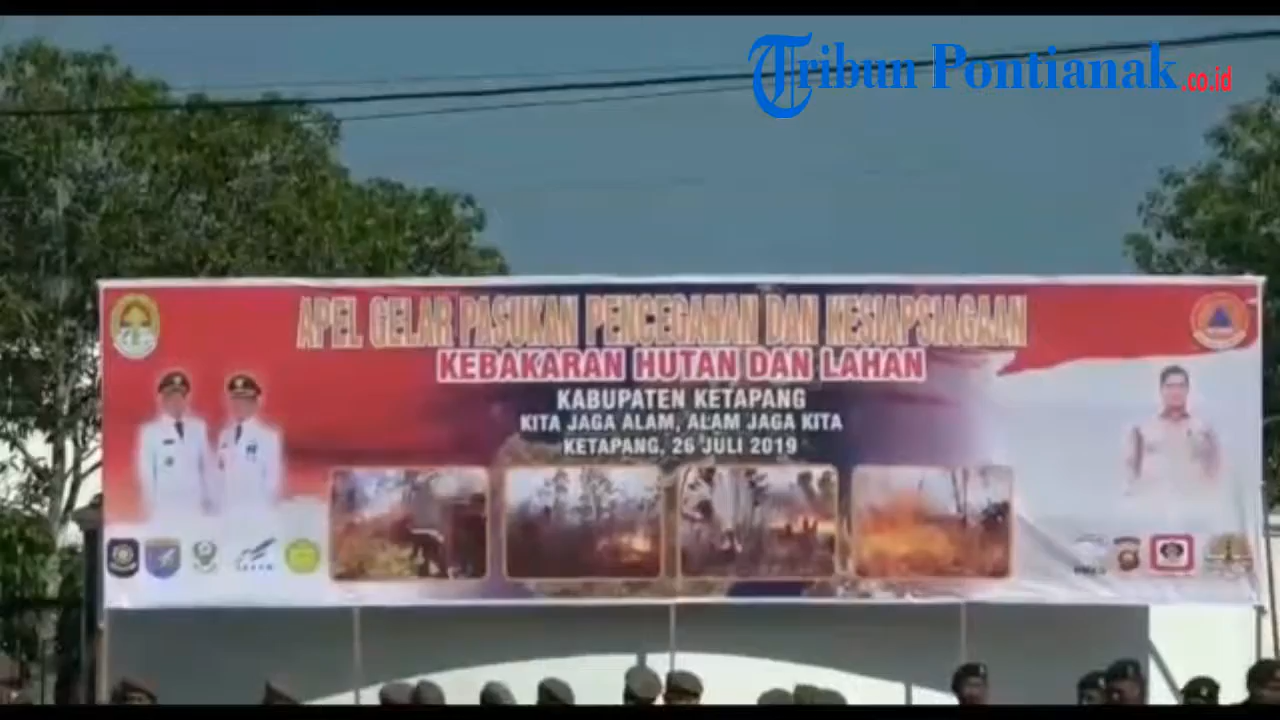 Tribun Pontianak.co.id
APEL GELAR PASUKAN PENCEGAHAN DAN KESIAPSIAGAAN
KEBAKARAN HUTAN DAN LAHAN
KABUPATEN KETAPANG
KITA JAGA ALAM, ALAM JAGA KITA
KETAPANG, 26 JULI 2019